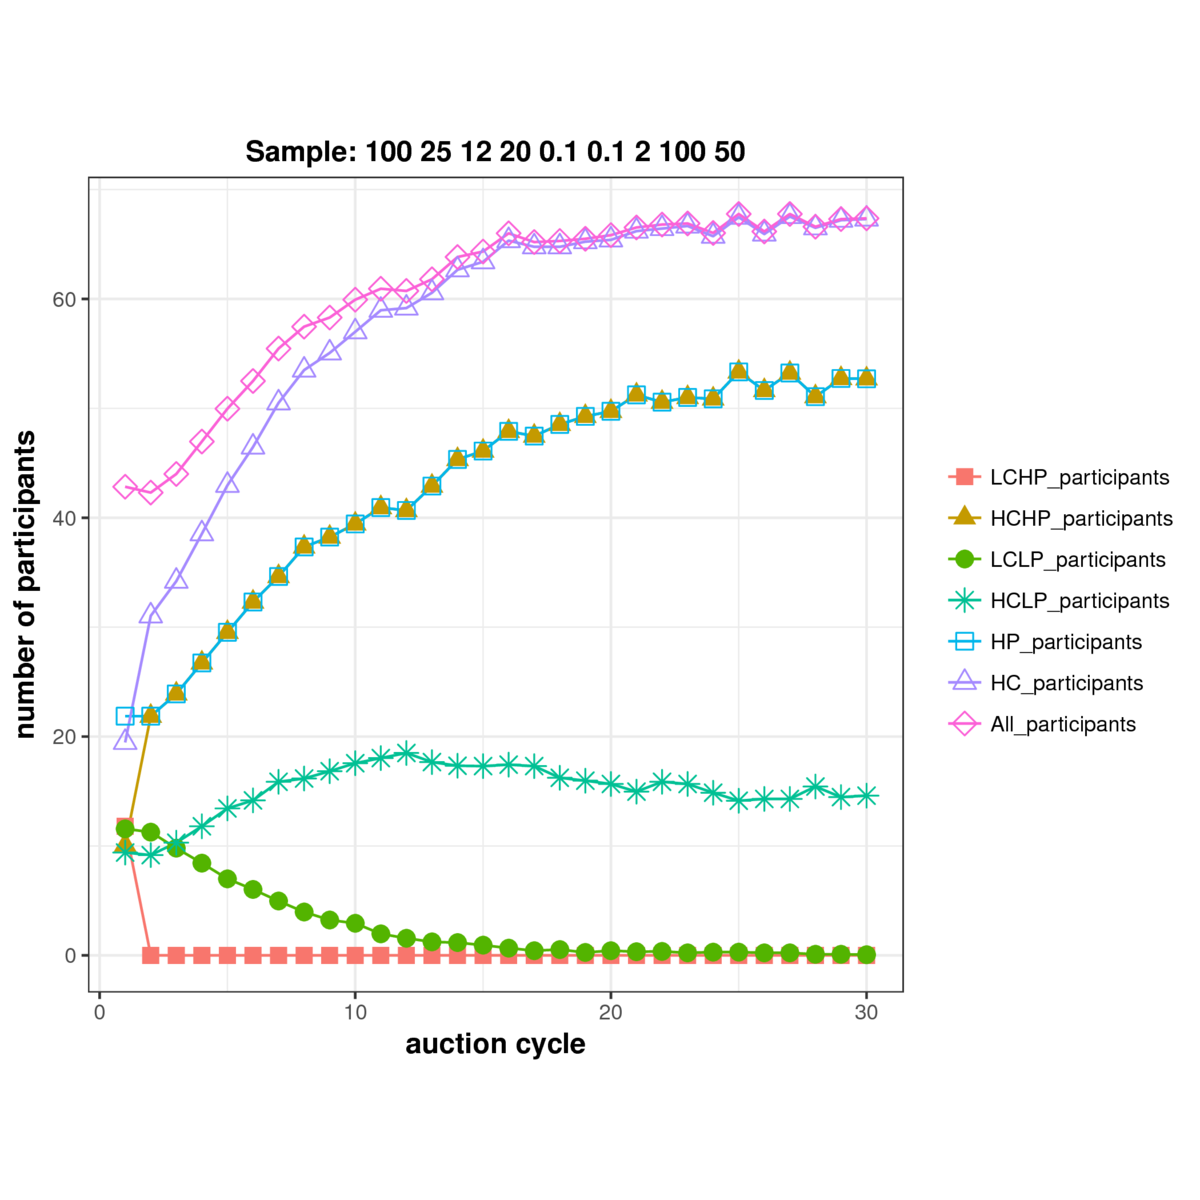 Sample: 100 25 12 20 0.1 0.1 2 100 50
number of participants
60
40
20
0
0 10 20 30
auction cycle
LCHP_participants
HCHP_participants
LCLP_participants
HCLP_participants
HP_participants
HC_participants
All_participants